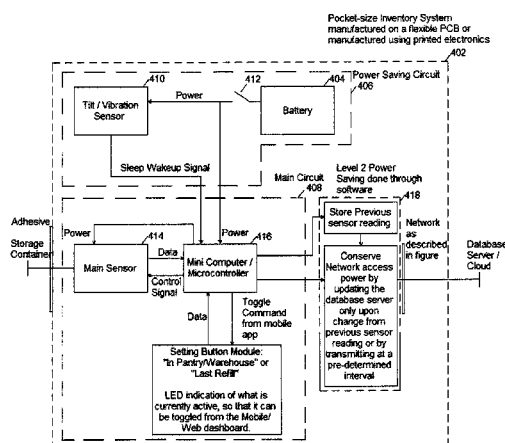 Pocket-size Inventory System
manufactured on a flexible PCB or
manufactured using printed electronics
402
410
412
404
Power Saving Circuit
406
Tilt / Vibration
Sensor
Power
Battery
Sleep Wakeup Signal
Main Circuit
408
Level 2 Power
Saving done through
software
418
Adhesive
Storage
Container
Power
414
Main Sensor
Data
Control
Signal
Power
416
Mini Computer /
Microcontroller
Store Previous
sensor reading
Network
as
described
in figure
Database
Server /
Cloud
Conserve
Network access
power by
updating the
database server
only upon
change from
previous sensor
reading or by
transmitting at a
pre-determined
interval
Data
Toggle
Command
from mobile
app
Setting Button Module:
"In Pantry/Warehouse" or
"Last Refill"
LED indication of what is
currently active, so that it can
be toggled from the Mobile/
Web dashboard.